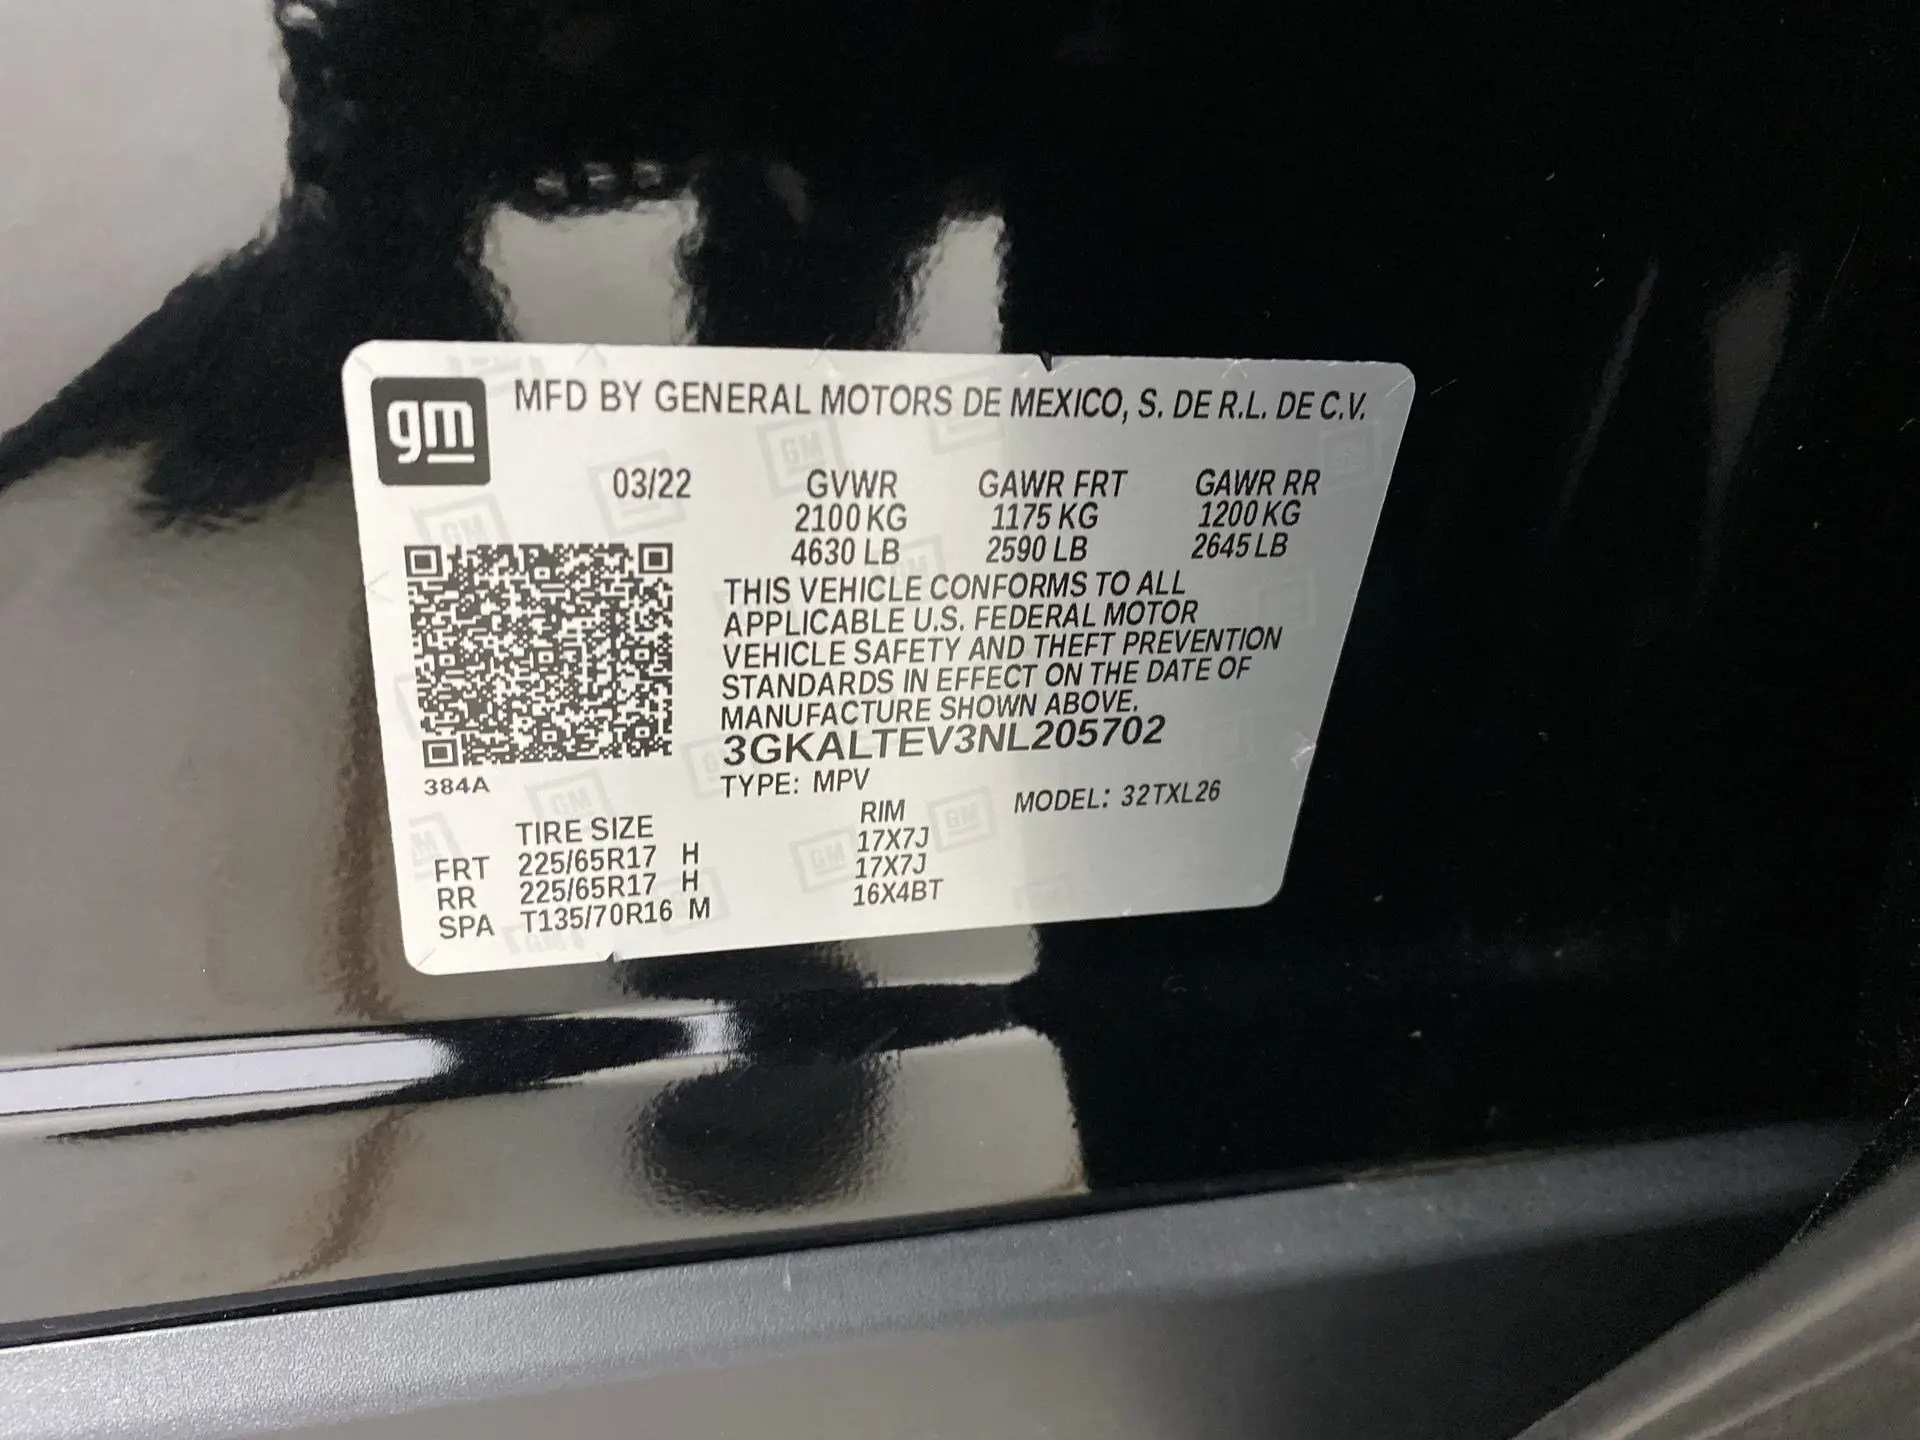 gm
MFD BY GENERAL MOTORS DE MEXICO, S. DE R.L. DE C.V.
03/22 GVWR GAWR FRT GAWR RR
2100 KG 1175 KG 1200 KG
4630 LB 2590 LB 2645 LB
THIS VEHICLE CONFORMS TO ALL
APPLICABLE U.S. FEDERAL MOTOR
VEHICLE SAFETY AND THEFT PREVENTION
STANDARDS IN EFFECT ON THE DATE OF
MANUFACTURE SHOWN ABOVE.
3GKALTEV3NL205702
384A
TYPE: MPV MODEL: 32TXL26
TIRE SIZE RIM
FRT 225/65R17 H 17X7J
RR 225/65R17 H 17X7J
SPA T135/70R16 M 16X4BT